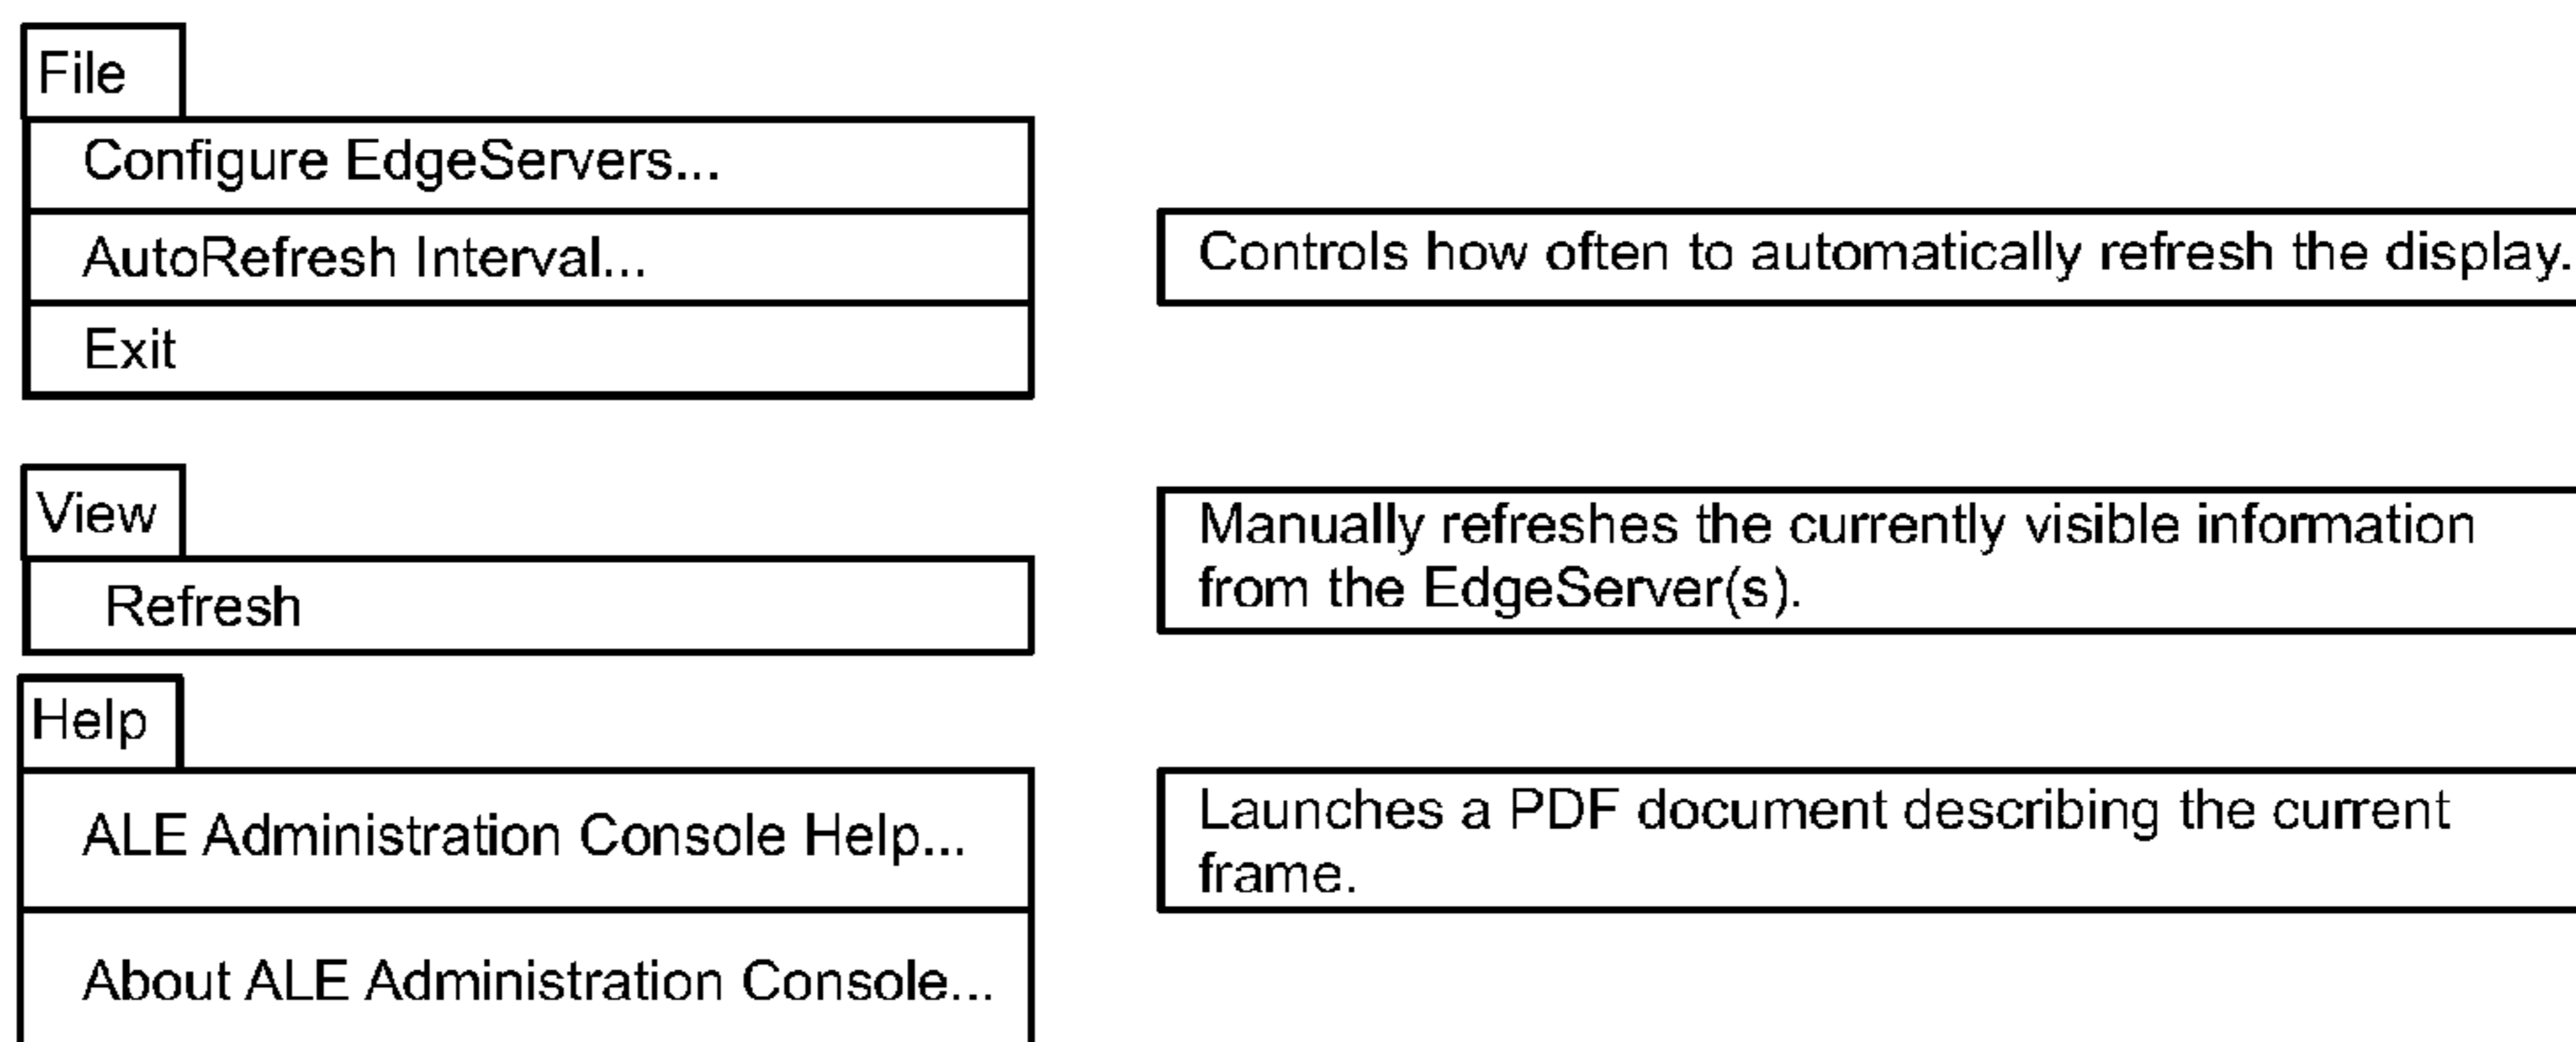 File
Configure EdgeServers...
AutoRefresh Interval...
Controls how often to automatically refresh the display.
Exit
View
Manually refreshes the currently visible information
from the EdgeServer(s).
Refresh
Help
ALE Administration Console Help...
Launches a PDF document describing the current
frame.
About ALE Administration Console...